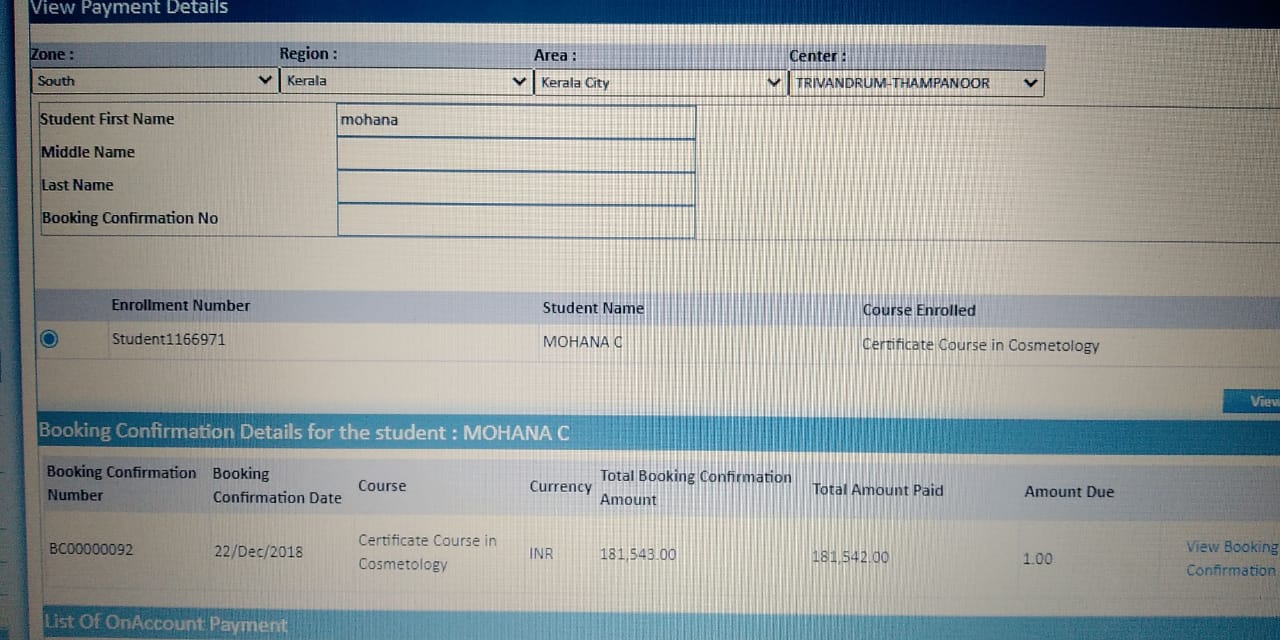 View Payment Details
Zone : Region : Area : Center :
South Kerala Kerala City TRIVANDRUM-THAMPANOOR
Student First Name mohana
Middle Name
Last Name
Booking Confirmation No
Enrollment Number Student Name Course Enrolled
Student1166971 MOHANA C Certificate Course in Cosmetology
View
Booking Confirmation Details for the student : MOHANA C
Booking Confirmation Number Booking Confirmation Date Course Currency Total Booking Confirmation Amount Total Amount Paid Amount Due
BC00000092 22/Dec/2018 Certificate Course in Cosmetology INR 181,543.00 181,542.00 1.00 View Booking Confirmation
List Of OnAccount Payment